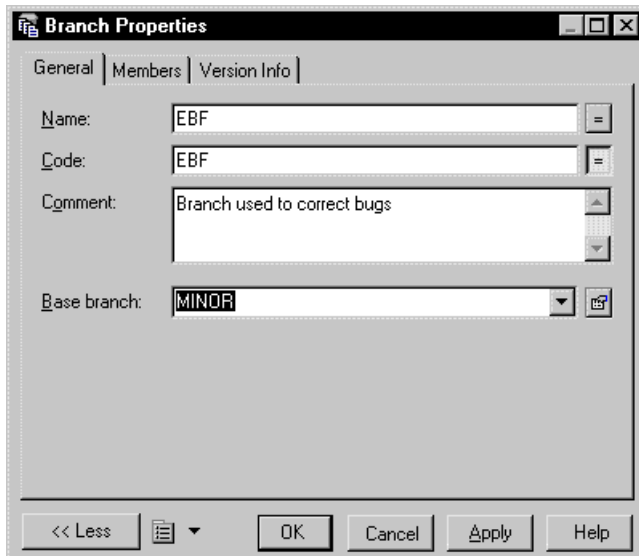 Branch Properties
General Members Version Info
Name: EBF =
Code: EBF =
Comment: Branch used to correct bugs
Base branch: MINOR
<< Less OK Cancel Apply Help